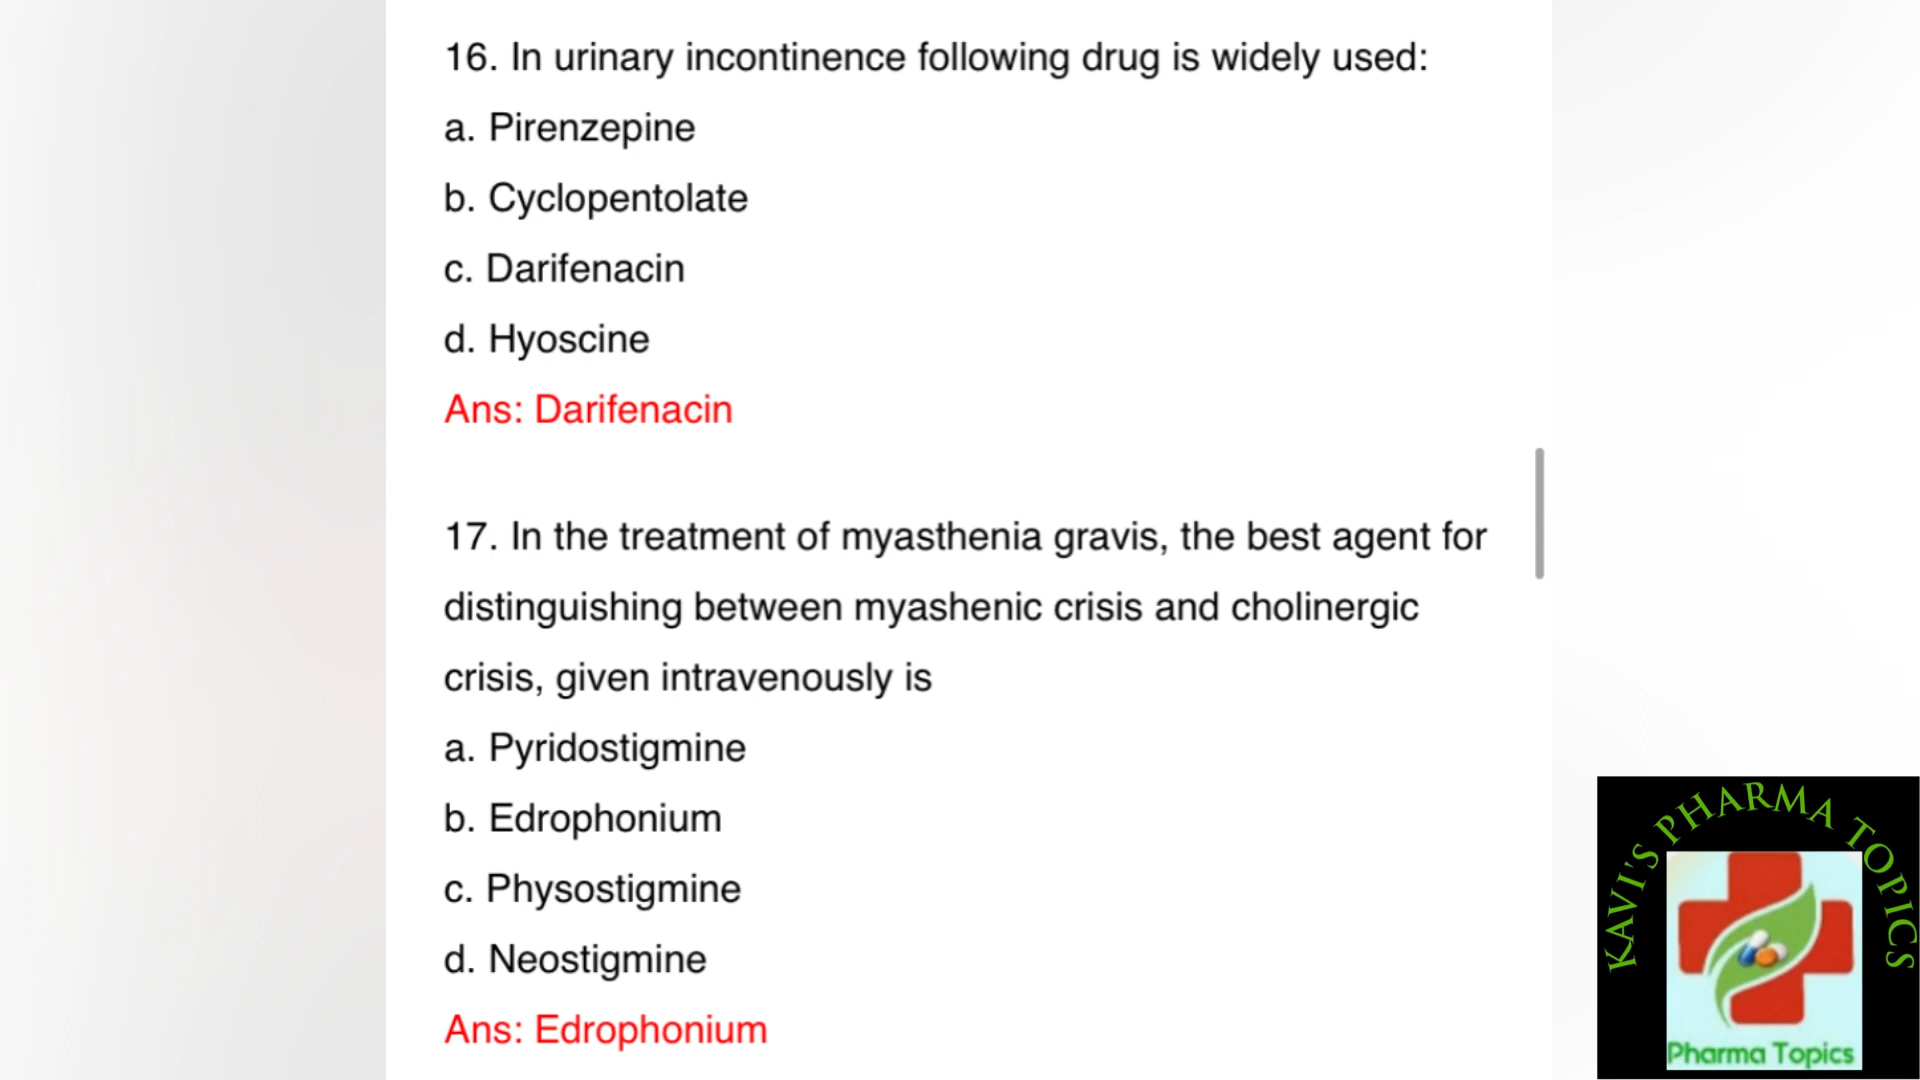 16. In urinary incontinence following drug is widely used:
a. Pirenzepine
b. Cyclopentolate
c. Darifenacin
d. Hyoscine
Ans: Darifenacin
17. In the treatment of myasthenia gravis, the best agent for
distinguishing between myashenic crisis and cholinergic
crisis, given intravenously is
a. Pyridostigmine
b. Edrophonium
c. Physostigmine
d. Neostigmine
Ans: Edrophonium
KAVI'S PHARMA TOPICS
Pharma Topics